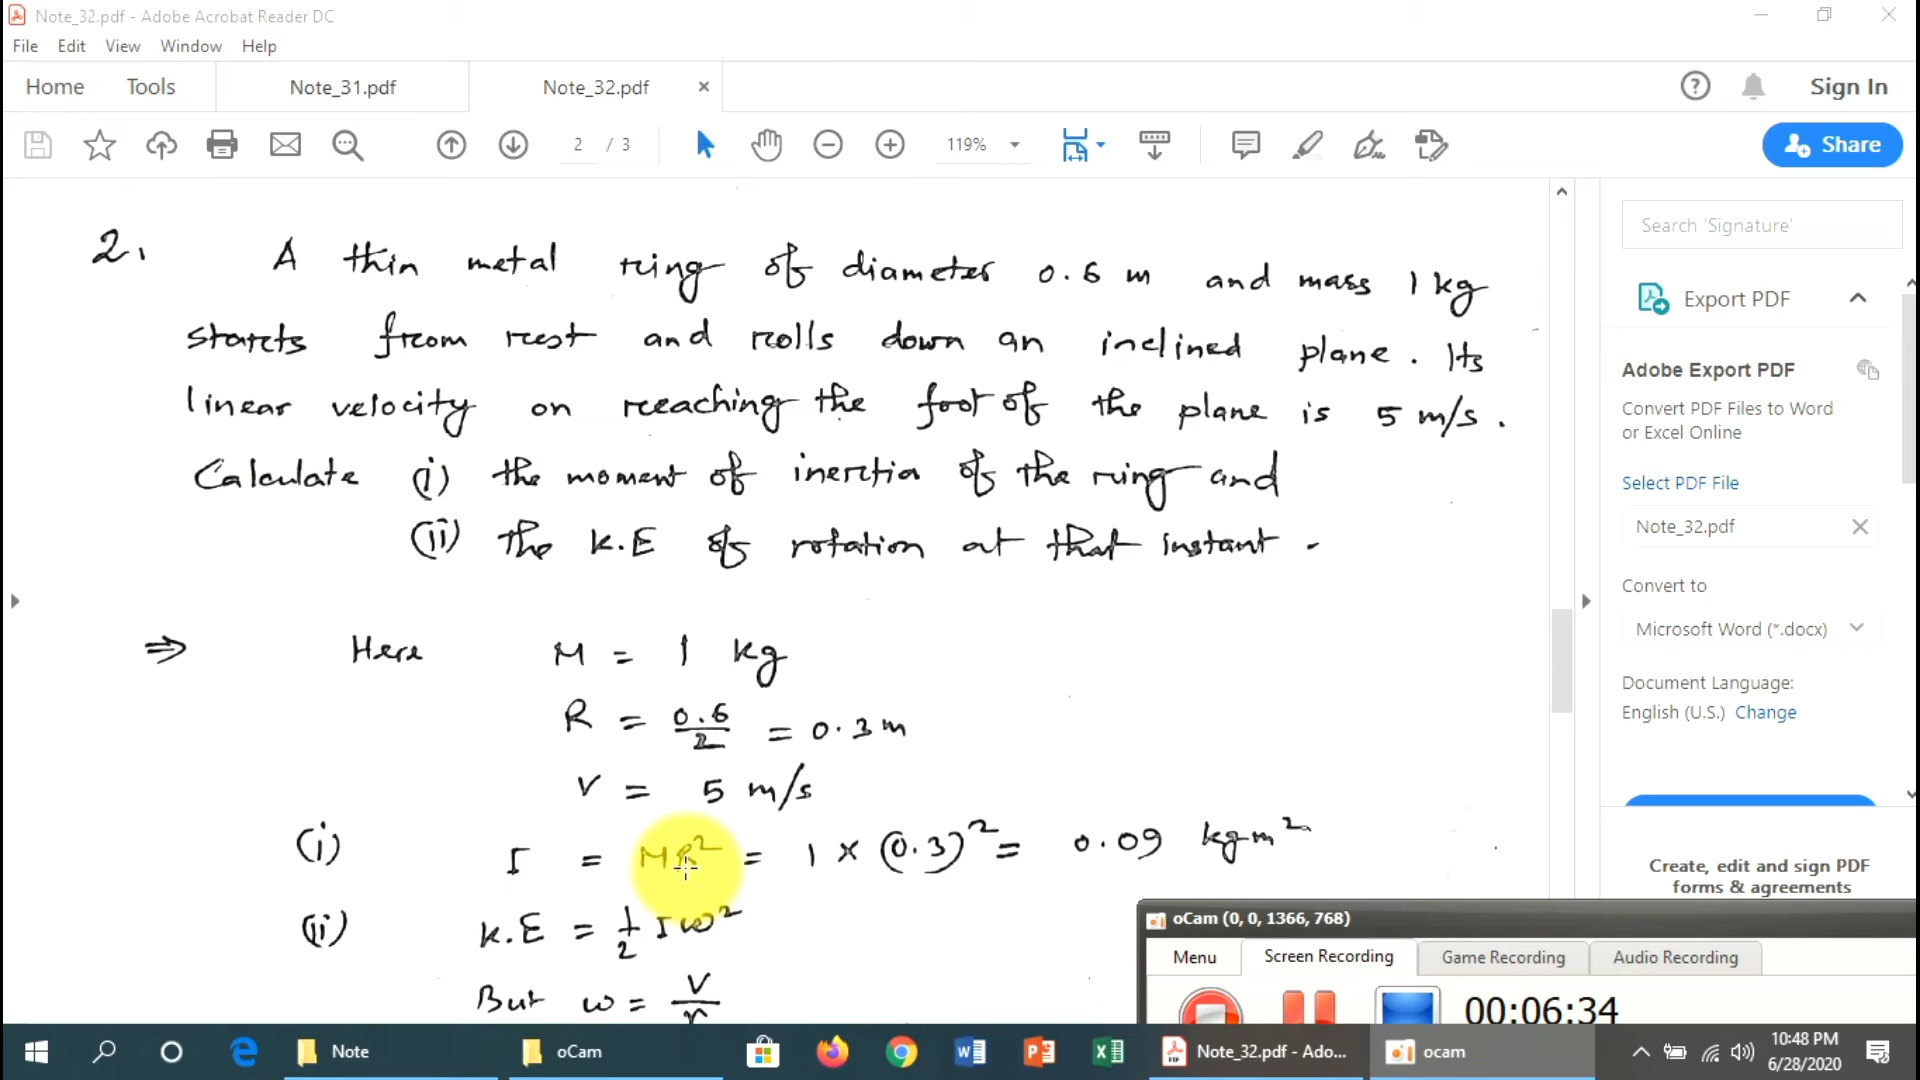 Note_32.pdf - Adobe Acrobat Reader DC
File Edit View Window Help
Home Tools Note_31.pdf Note_32.pdf Sign In
2 / 3 119% Share
2. A thin metal ring of diameter 0.6 m and mass 1 kg
starts from rest and rolls down an inclined plane. Its
linear velocity on reaching the foot of the plane is 5 m/s.
Calculate (i) the moment of inertia of the ring and
(ii) the K.E of rotation at that instant.
⇒ Here M = 1 kg
R = 0.6/2 = 0.3 m
V = 5 m/s
(i) I = MR² = 1 × (0.3)² = 0.09 kgm²
(ii) K.E = 1/2 I ω²
But ω = V/r
Search 'Signature'
Export PDF
Adobe Export PDF
Convert PDF Files to Word
or Excel Online
Select PDF File
Note_32.pdf
Convert to
Microsoft Word (*.docx)
Document Language:
English (U.S.) Change
Create, edit and sign PDF
forms & agreements
oCam (0, 0, 1366, 768)
Menu Screen Recording Game Recording Audio Recording
00:06:34
Note oCam Note_32.pdf - Ado... ocam
10:48 PM
6/28/2020